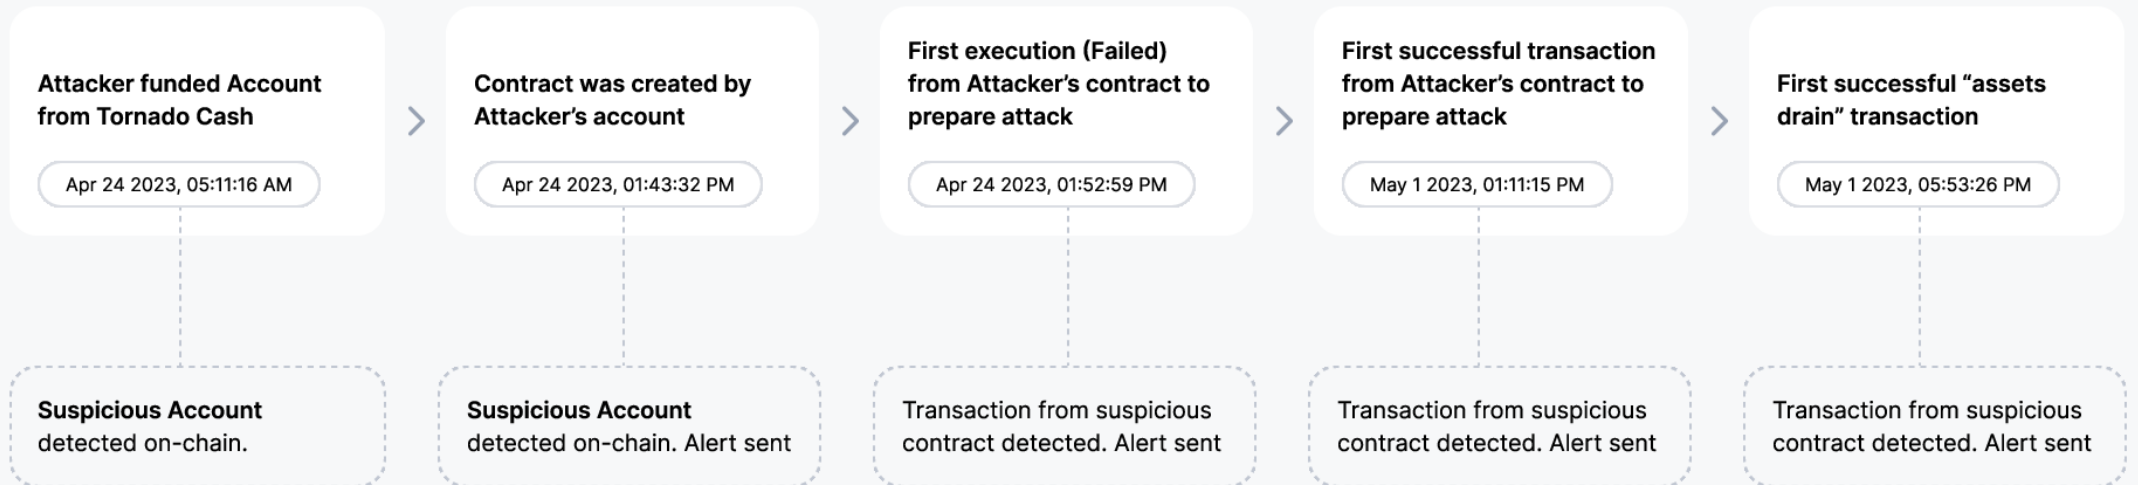 Attacker funded Account
from Tornado Cash
Apr 24 2023, 05:11:16 AM
Suspicious Account
detected on-chain.
Contract was created by
Attacker’s account
Apr 24 2023, 01:43:32 PM
Suspicious Account
detected on-chain. Alert sent
First execution (Failed)
from Attacker’s contract to
prepare attack
Apr 24 2023, 01:52:59 PM
Transaction from suspicious
contract detected. Alert sent
First successful transaction
from Attacker’s contract to
prepare attack
May 1 2023, 01:11:15 PM
Transaction from suspicious
contract detected. Alert sent
First successful “assets
drain” transaction
May 1 2023, 05:53:26 PM
Transaction from suspicious
contract detected. Alert sent